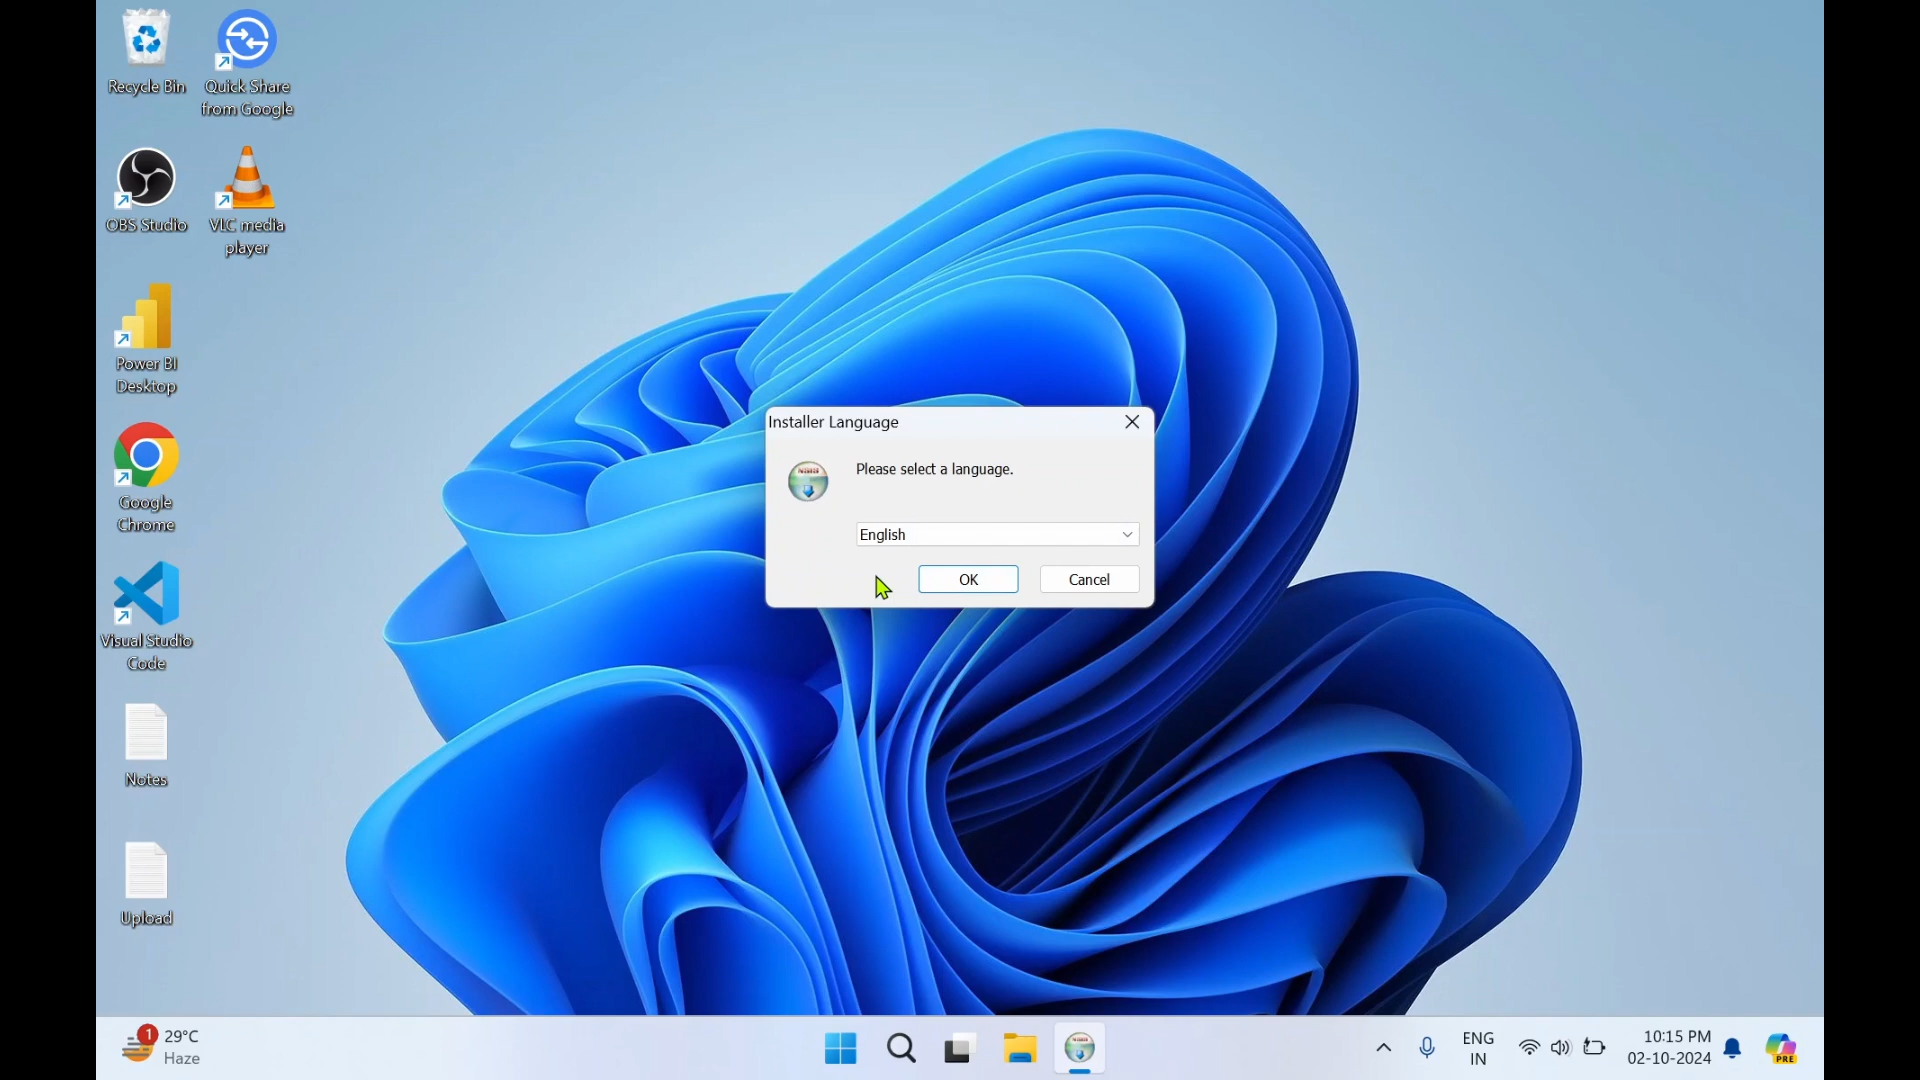 Recycle Bin
Quick Share
from Google
OBS Studio
VLC media
player
Power BI
Desktop
Google
Chrome
Visual Studio
Code
Notes
Upload
Installer Language
Please select a language.
English
OK
Cancel
1
29°C
Haze
ENG
IN
10:15 PM
02-10-2024
PRE